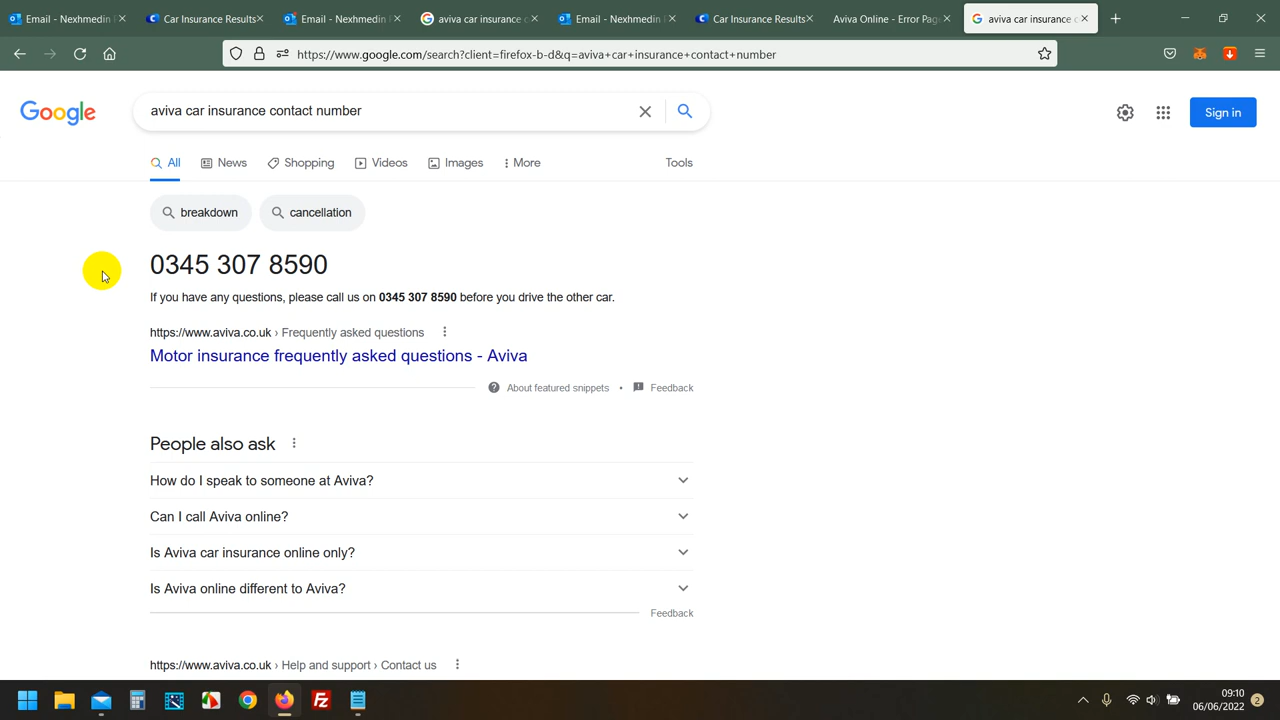 Email - Nexhmedin
Car Insurance Results
Email - Nexhmedin
aviva car insurance c
Email - Nexhmedin
Car Insurance Results
Aviva Online - Error Pag
aviva car insurance c
https://www.google.com/search?client=firefox-b-d&q=aviva+car+insurance+contact+number
Google
aviva car insurance contact number
Sign in
All
News
Shopping
Videos
Images
More
Tools
breakdown
cancellation
0345 307 8590
If you have any questions, please call us on 0345 307 8590 before you drive the other car.
https://www.aviva.co.uk › Frequently asked questions
Motor insurance frequently asked questions - Aviva
About featured snippets • Feedback
People also ask
How do I speak to someone at Aviva?
Can I call Aviva online?
Is Aviva car insurance online only?
Is Aviva online different to Aviva?
Feedback
https://www.aviva.co.uk › Help and support › Contact us
09:10
06/06/2022
2